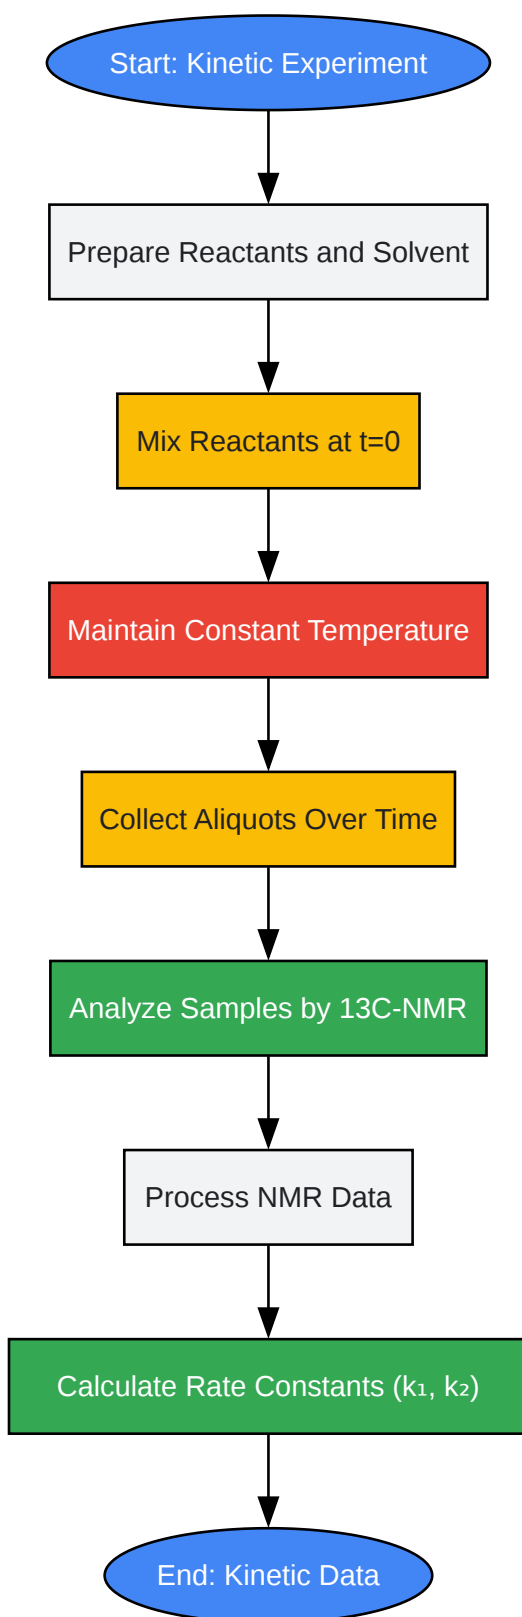 Start: Kinetic Experiment
Prepare Reactants and Solvent
Mix Reactants at t=0
Maintain Constant Temperature
Collect Aliquots Over Time
Analyze Samples by 13C-NMR
Process NMR Data
Calculate Rate Constants (k₁, k₂)
End: Kinetic Data